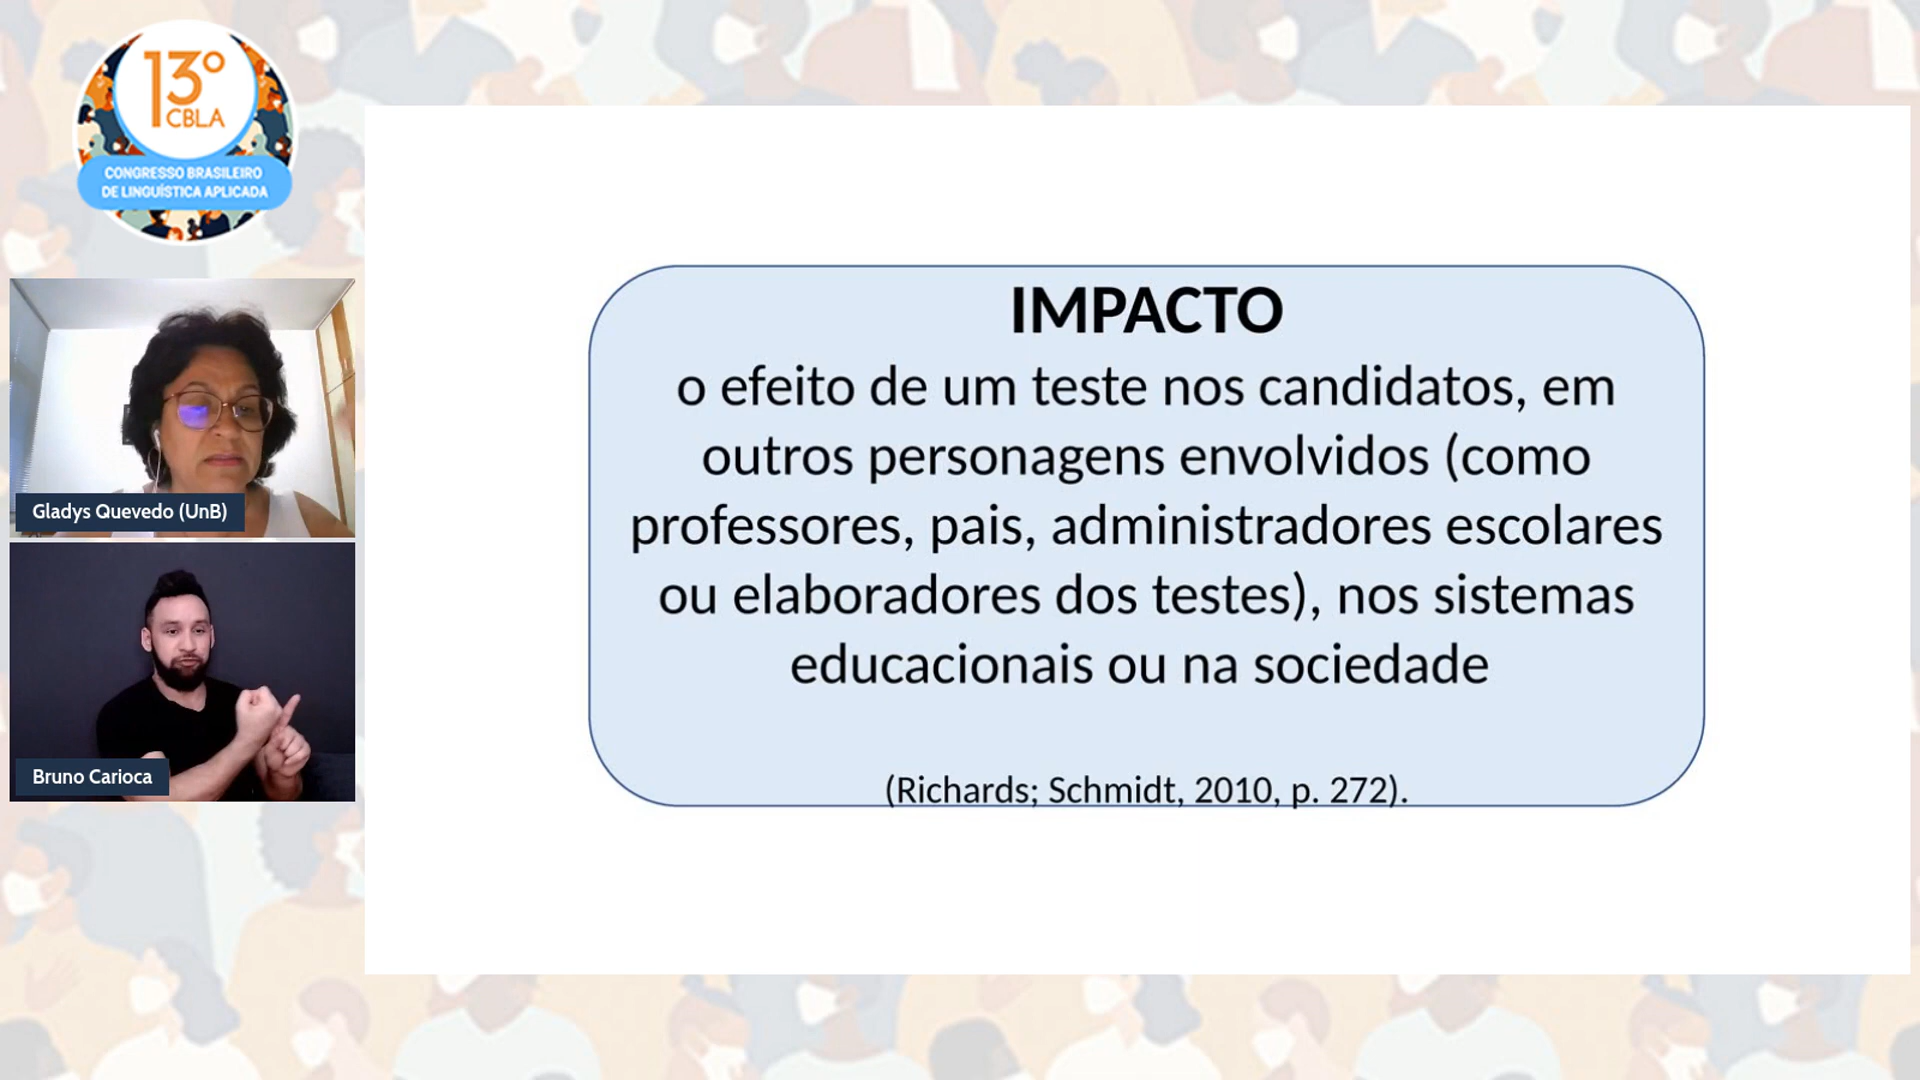 13º
CBLA
CONGRESSO BRASILEIRO
DE LINGUÍSTICA APLICADA
Gladys Quevedo (UnB)
Bruno Carioca
IMPACTO
o efeito de um teste nos candidatos, em
outros personagens envolvidos (como
professores, pais, administradores escolares
ou elaboradores dos testes), nos sistemas
educacionais ou na sociedade
(Richards; Schmidt, 2010, p. 272).